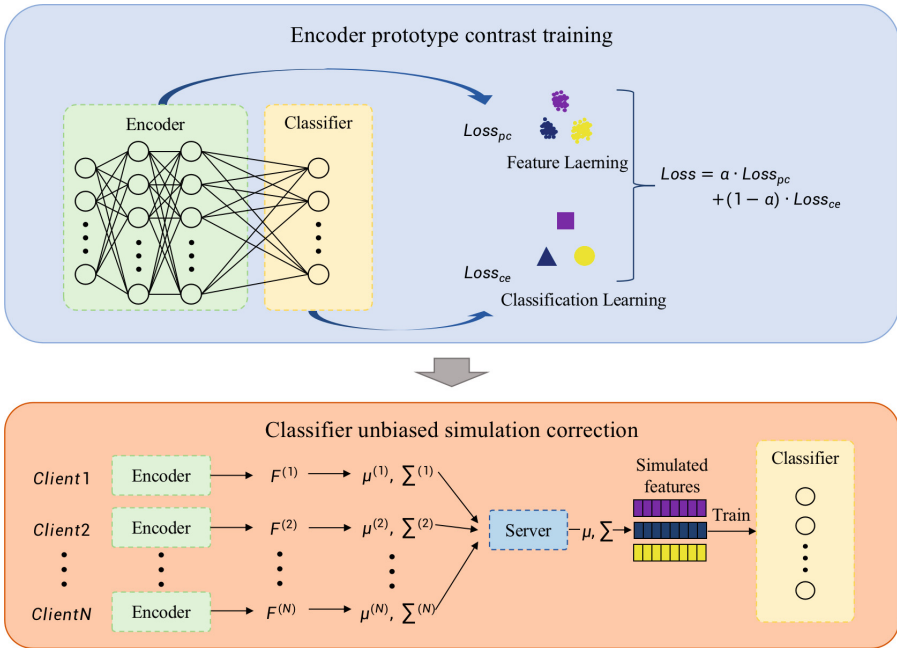 Encoder prototype contrast training
Encoder
Classifier
Loss_pc
Feature Laerning
Loss = α · Loss_pc
+(1 − α) · Loss_ce
Loss_ce
Classification Learning
Classifier unbiased simulation correction
Client1
Encoder
F^(1)
μ^(1), ∑^(1)
Client2
Encoder
F^(2)
μ^(2), ∑^(2)
ClientN
Encoder
F^(N)
μ^(N), ∑^(N)
Server
μ, ∑
Simulated
features
Train
Classifier